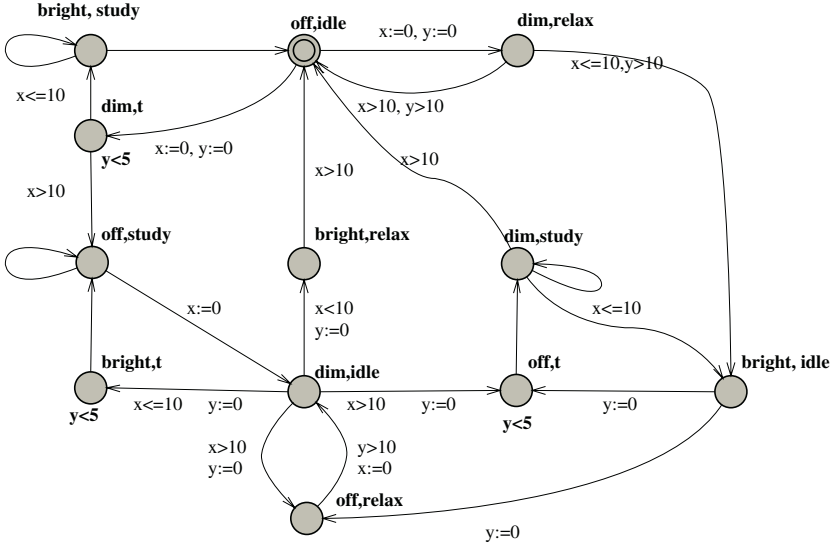 bright, study
off,idle
dim,relax
x:=0, y:=0
x<=10,y>10
x<=10
dim,t
x>10, y>10
x:=0, y:=0
y<5
x>10
x>10
x>10
off,study
bright,relax
dim,study
x:=0
x<10
y:=0
x<=10
bright,t
dim,idle
off,t
bright, idle
y<5
x<=10
y:=0
x>10
y:=0
y<5
y:=0
x>10
y:=0
y>10
x:=0
off,relax
y:=0